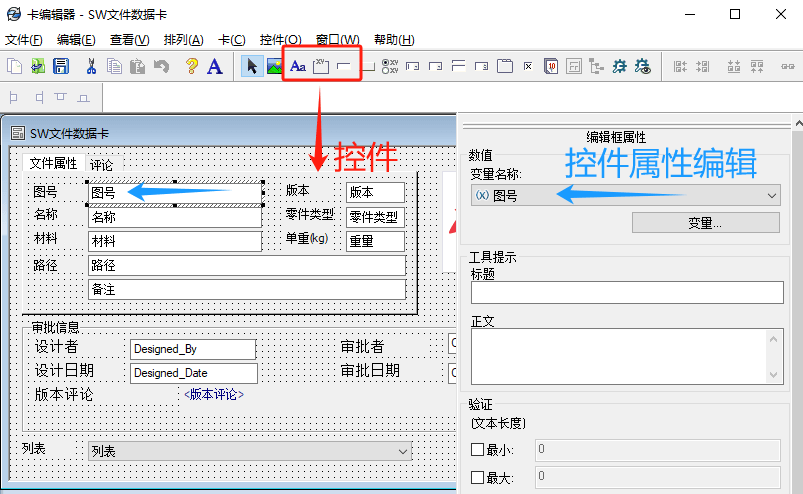 卡编辑器 - SW文件数据卡
文件(F) 编辑(E) 查看(V) 排列(A) 卡(C) 控件(O) 窗口(W) 帮助(H)
控件
SW文件数据卡
文件属性 评论
图号 图号 版本 版本
名称 名称 零件类型 零件类型
材料 材料 单重(kg) 重量
路径 路径
备注
审批信息
设计者 Designed_By 审批者
设计日期 Designed_Date 审批日期
版本评论 <版本评论>
列表 列表
编辑框属性
数值
控件属性编辑
变量名称:
(x) 图号
变量...
工具提示
标题
正文
验证
(文本长度)
最小: 0
最大: 0